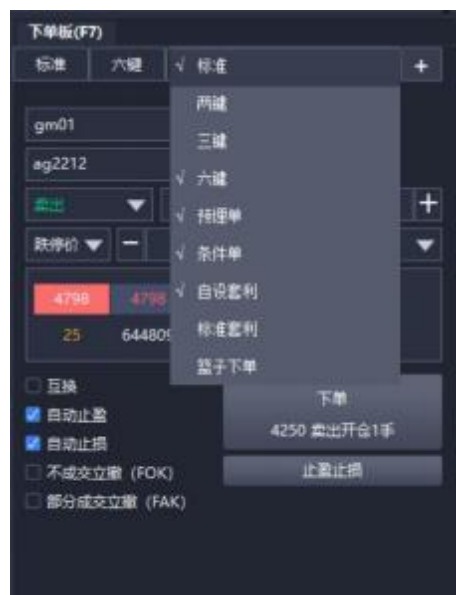 下单板(F7)
标准 六键 √ 标准 +
两键
gm01
三键
ag2212
√ 六键
卖出 √ 预埋单 +
跌停价 − √ 条件单
4798 4798 √ 自设套利
25 644809 标准套利
篮子下单
互换
下单
自动止盈
4250 卖出开仓1手
自动止损
不成交立撤 (FOK) 止盈止损
部分成交立撤 (FAK)